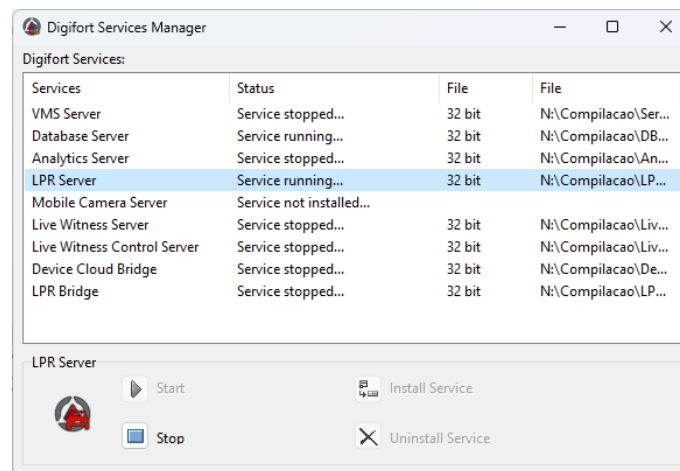 Digifort Services Manager
Digifort Services:
Services Status File File
VMS Server Service stopped... 32 bit N:\Compilacao\Ser...
Database Server Service running... 32 bit N:\Compilacao\DB...
Analytics Server Service stopped... 32 bit N:\Compilacao\An...
LPR Server Service running... 32 bit N:\Compilacao\LP...
Mobile Camera Server Service not installed...
Live Witness Server Service stopped... 32 bit N:\Compilacao\Liv...
Live Witness Control Server Service stopped... 32 bit N:\Compilacao\Liv...
Device Cloud Bridge Service stopped... 32 bit N:\Compilacao\De...
LPR Bridge Service stopped... 32 bit N:\Compilacao\LP...
LPR Server
Start Install Service
Stop Uninstall Service